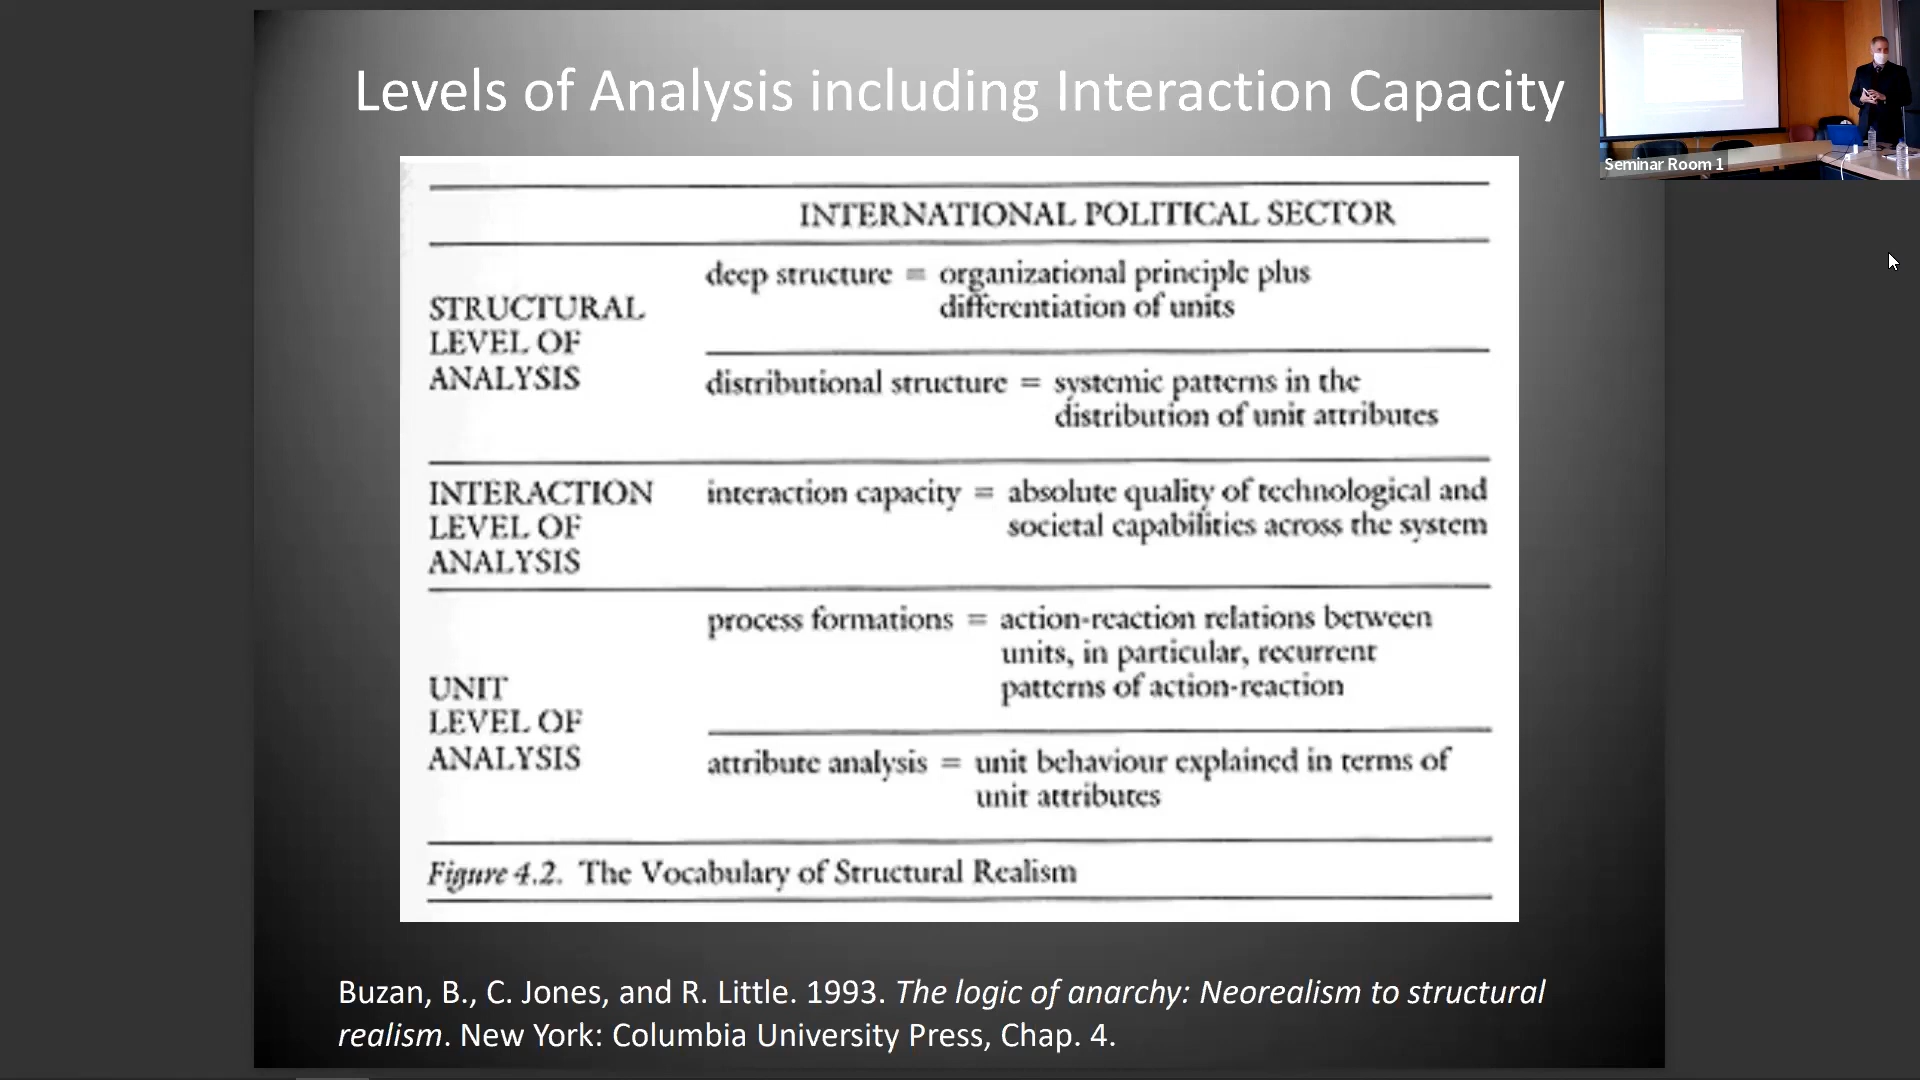 Levels of Analysis including Interaction Capacity
Seminar Room 1
INTERNATIONAL POLITICAL SECTOR
STRUCTURAL
LEVEL OF
ANALYSIS
deep structure = organizational principle plus
differentiation of units
distributional structure = systemic patterns in the
distribution of unit attributes
INTERACTION
LEVEL OF
ANALYSIS
interaction capacity = absolute quality of technological and
societal capabilities across the system
UNIT
LEVEL OF
ANALYSIS
process formations = action-reaction relations between
units, in particular, recurrent
patterns of action-reaction
attribute analysis = unit behaviour explained in terms of
unit attributes
Figure 4.2. The Vocabulary of Structural Realism
Buzan, B., C. Jones, and R. Little. 1993. The logic of anarchy: Neorealism to structural
realism. New York: Columbia University Press, Chap. 4.